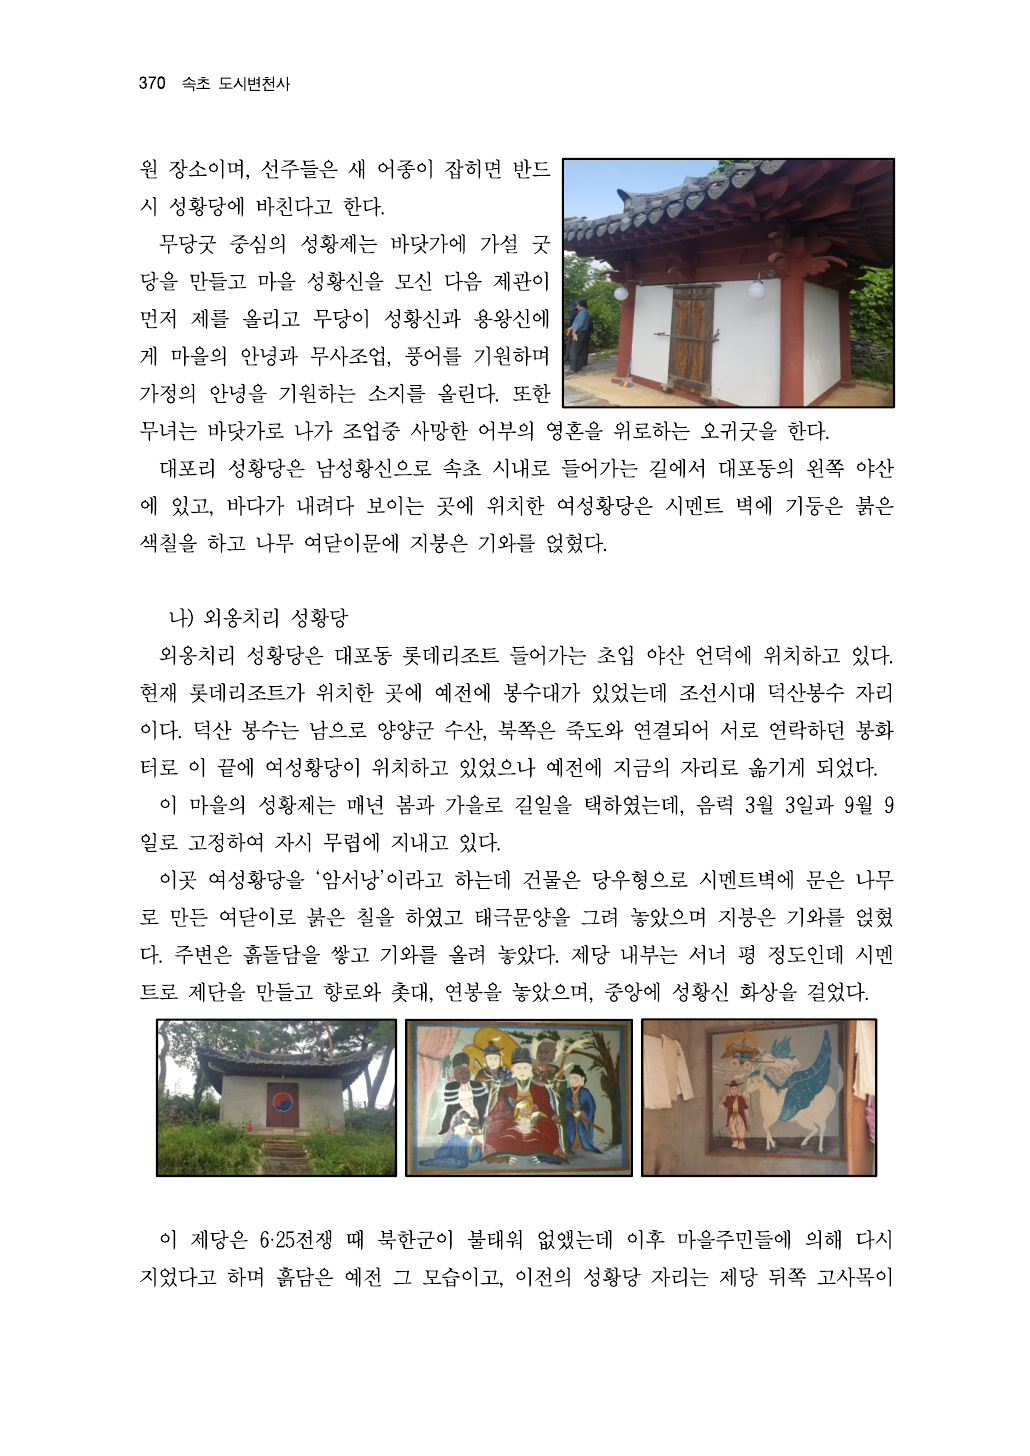 370 속초 도시변천사
원 장소이며, 선주들은 새 어종이 잡히면 반드
시 성황당에 바친다고 한다.
무당굿 중심의 성황제는 바닷가에 가설 굿
당을 만들고 마을 성황신을 모신 다음 제관이
먼저 제를 올리고 무당이 성황신과 용왕신에
게 마을의 안녕과 무사조업, 풍어를 기원하며
가정의 안녕을 기원하는 소지를 올린다. 또한
무녀는 바닷가로 나가 조업중 사망한 어부의 영혼을 위로하는 오귀굿을 한다.
대포리 성황당은 남성황신으로 속초 시내로 들어가는 길에서 대포동의 왼쪽 야산
에 있고, 바다가 내려다 보이는 곳에 위치한 여성황당은 시멘트 벽에 기둥은 붉은
색칠을 하고 나무 여닫이문에 지붕은 기와를 얹혔다.
나) 외옹치리 성황당
외옹치리 성황당은 대포동 롯데리조트 들어가는 초입 야산 언덕에 위치하고 있다.
현재 롯데리조트가 위치한 곳에 예전에 봉수대가 있었는데 조선시대 덕산봉수 자리
이다. 덕산 봉수는 남으로 양양군 수산, 북쪽은 죽도와 연결되어 서로 연락하던 봉화
터로 이 끝에 여성황당이 위치하고 있었으나 예전에 지금의 자리로 옮기게 되었다.
이 마을의 성황제는 매년 봄과 가을로 길일을 택하였는데, 음력 3월 3일과 9월 9
일로 고정하여 자시 무렵에 지내고 있다.
이곳 여성황당을 ‘암서낭’이라고 하는데 건물은 당우형으로 시멘트벽에 문은 나무
로 만든 여닫이로 붉은 칠을 하였고 태극문양을 그려 놓았으며 지붕은 기와를 얹혔
다. 주변은 흙돌담을 쌓고 기와를 올려 놓았다. 제당 내부는 서너 평 정도인데 시멘
트로 제단을 만들고 향로와 촛대, 연봉을 놓았으며, 중앙에 성황신 화상을 걸었다.
이 제당은 6·25전쟁 때 북한군이 불태워 없앴는데 이후 마을주민들에 의해 다시
지었다고 하며 흙담은 예전 그 모습이고, 이전의 성황당 자리는 제당 뒤쪽 고사목이